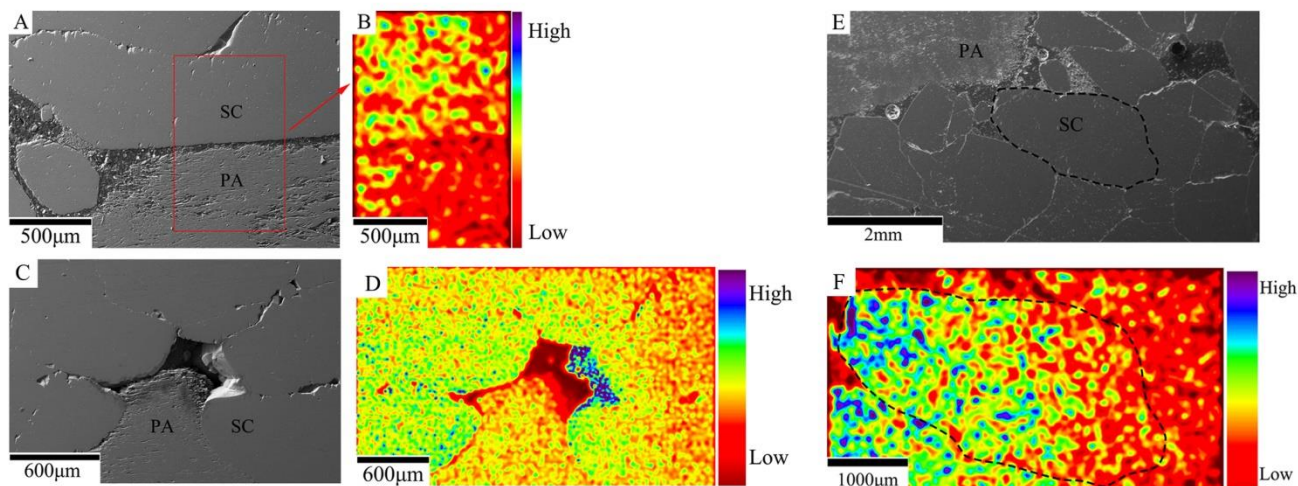 A
SC
PA
500μm
B
High
Low
500μm
C
PA
SC
600μm
D
High
Low
600μm
E
PA
SC
2mm
F
High
Low
1000μm